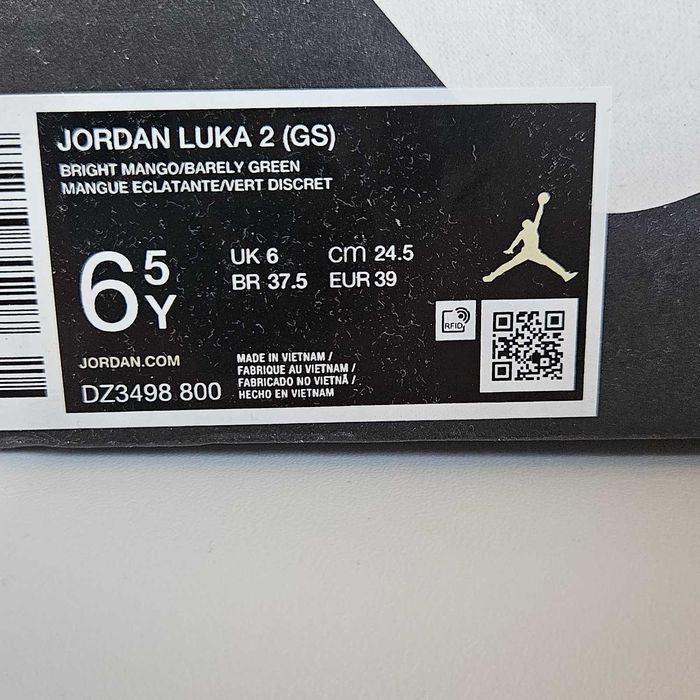 JORDAN LUKA 2 (GS)
BRIGHT MANGO/BARELY GREEN
MANGUE ECLATANTE/VERT DISCRET
6 5 Y
UK 6 cm 24.5
BR 37.5 EUR 39
RFID
JORDAN.COM
DZ3498 800
MADE IN VIETNAM /
FABRIQUE AU VIETNAM /
FABRICADO NO VIETNÃ /
HECHO EN VIETNAM